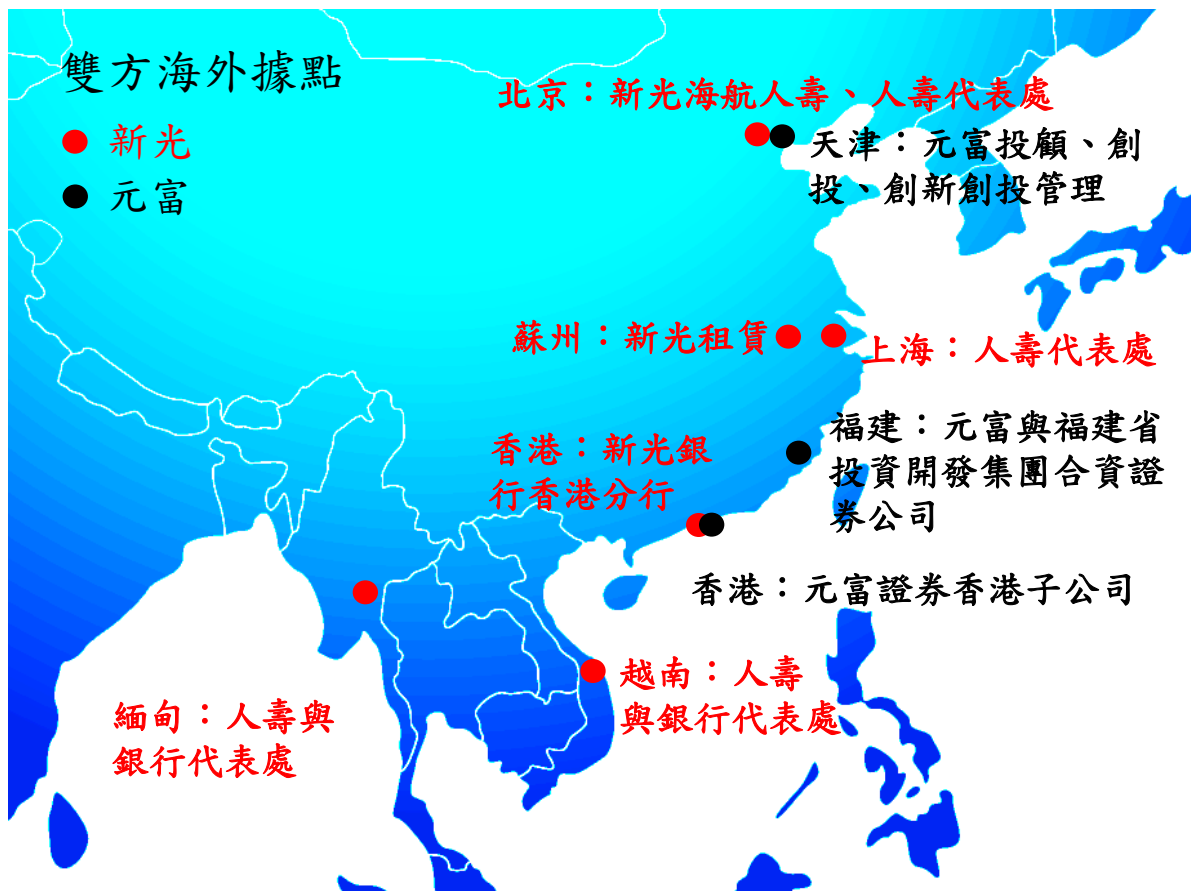 雙方海外據點
新光
元富
北京：新光海航人壽、人壽代表處
天津：元富投顧、創
投、創新創投管理
蘇州：新光租賃
上海：人壽代表處
福建：元富與福建省
投資開發集團合資證
券公司
香港：新光銀
行香港分行
香港：元富證券香港子公司
越南：人壽
與銀行代表處
緬甸：人壽與
銀行代表處